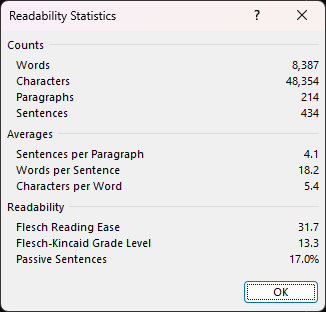 Readability Statistics ? ×
Counts
Words 8,387
Characters 48,354
Paragraphs 214
Sentences 434
Averages
Sentences per Paragraph 4.1
Words per Sentence 18.2
Characters per Word 5.4
Readability
Flesch Reading Ease 31.7
Flesch-Kincaid Grade Level 13.3
Passive Sentences 17.0%
OK